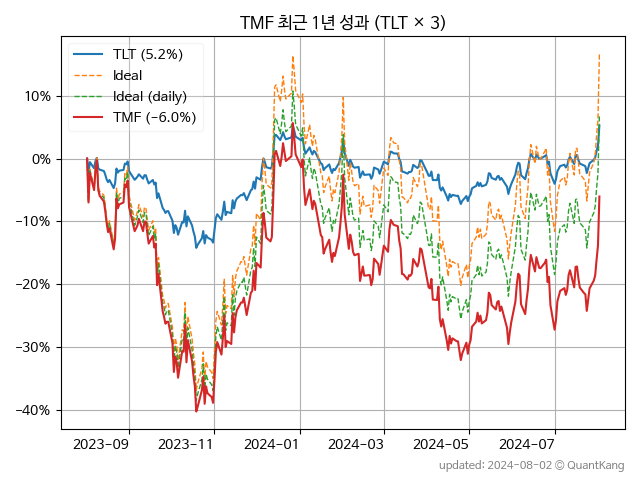 TMF 최근 1년 성과 (TLT × 3)
TLT (5.2%)
Ideal
Ideal (daily)
TMF (−6.0%)
10%
0%
−10%
−20%
−30%
−40%
2023-09
2023-11
2024-01
2024-03
2024-05
2024-07
updated: 2024-08-02 © QuantKang